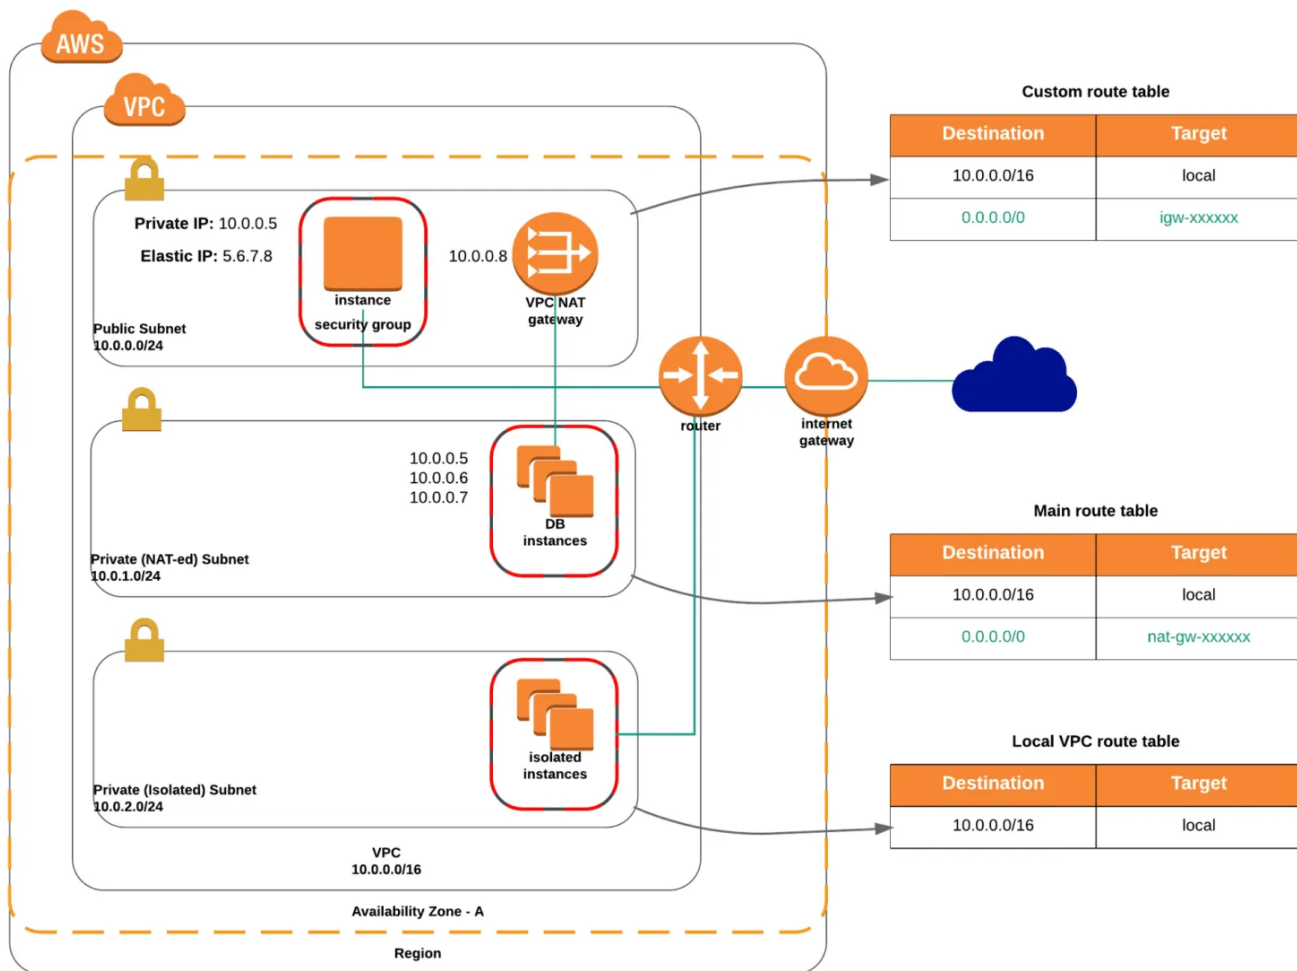 AWS
VPC
Private IP: 10.0.0.5
Elastic IP: 5.6.7.8
instance
security group
10.0.0.8
VPC NAT
gateway
Public Subnet
10.0.0.0/24
router
internet
gateway
10.0.0.5
10.0.0.6
10.0.0.7
DB
instances
Private (NAT-ed) Subnet
10.0.1.0/24
isolated
instances
Private (Isolated) Subnet
10.0.2.0/24
VPC
10.0.0.0/16
Availability Zone - A
Region
Custom route table
Destination Target
10.0.0.0/16 local
0.0.0.0/0 igw-xxxxxx
Main route table
Destination Target
10.0.0.0/16 local
0.0.0.0/0 nat-gw-xxxxxx
Local VPC route table
Destination Target
10.0.0.0/16 local